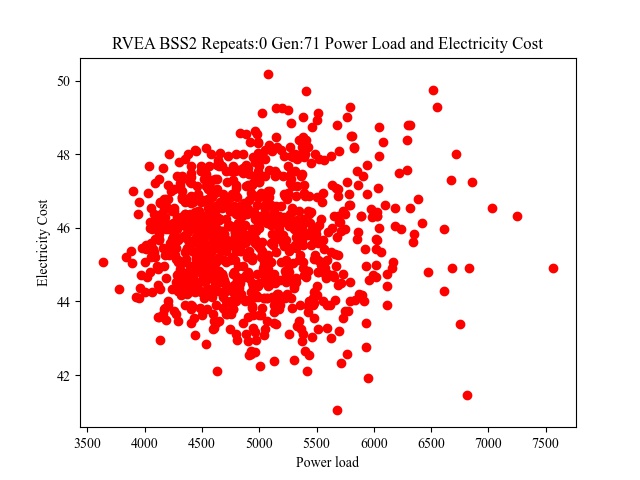 RVEA BSS2 Repeats:0 Gen:71 Power Load and Electricity Cost
50
48
46
44
42
Electricity Cost
3500 4000 4500 5000 5500 6000 6500 7000 7500
Power load